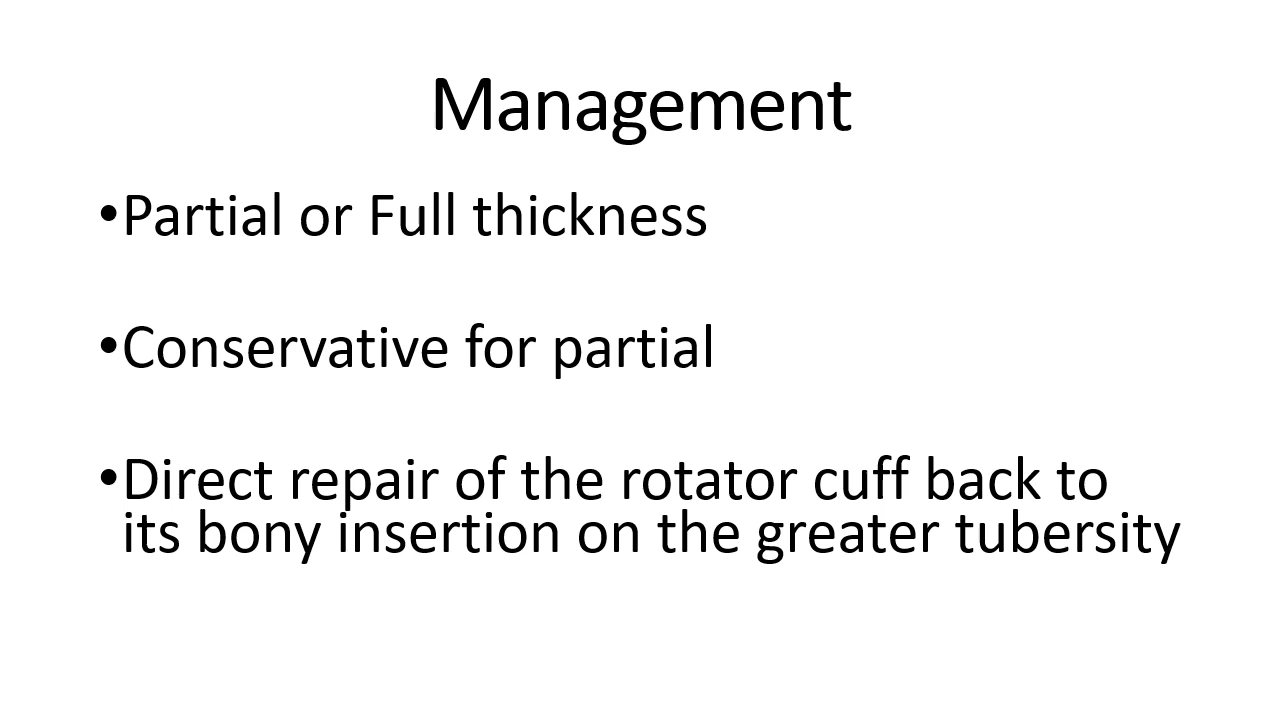 Management
•Partial or Full thickness
•Conservative for partial
•Direct repair of the rotator cuff back to
its bony insertion on the greater tubersity